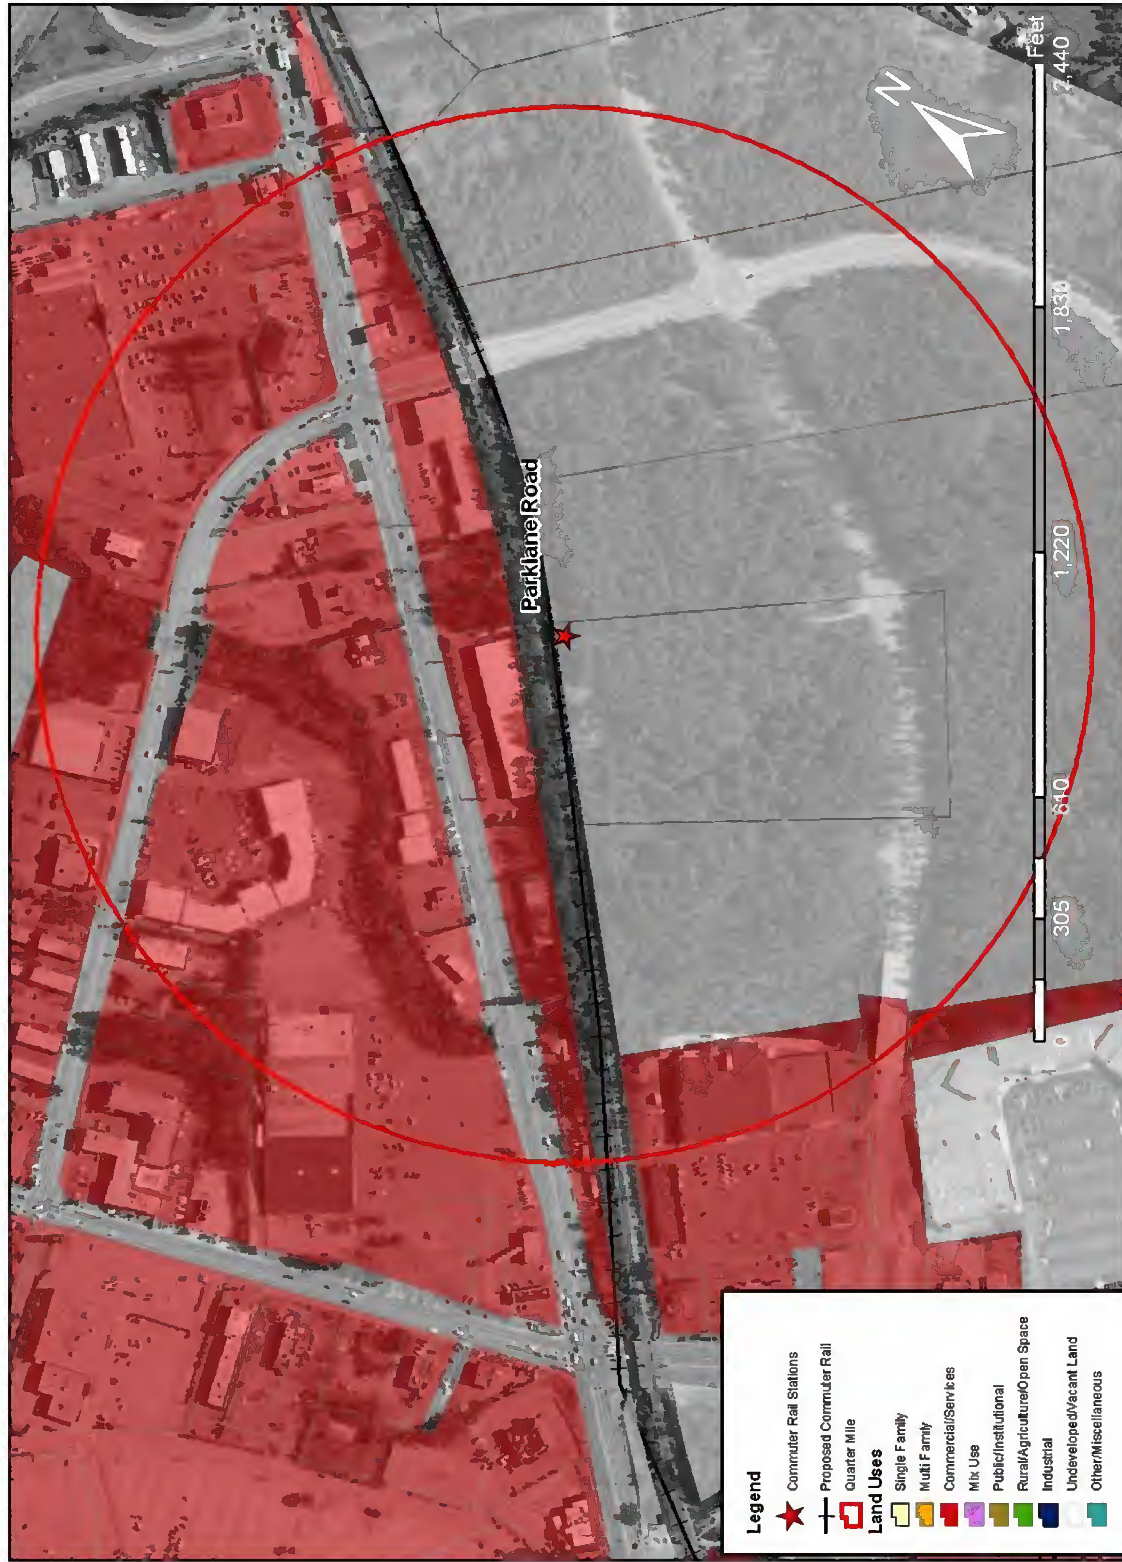 N
Feet
0 305 610 1,220 1,830 2,440
Parklane Road
Legend
Commuter Rail Stations
Proposed Commuter Rail
Quarter Mile
Land Uses
Single Family
Multi Family
Commercial/Services
Mix Use
Public/Institutional
Rural/Agriculture/Open Space
Industrial
Undeveloped/Vacant Land
Other/Miscellaneous